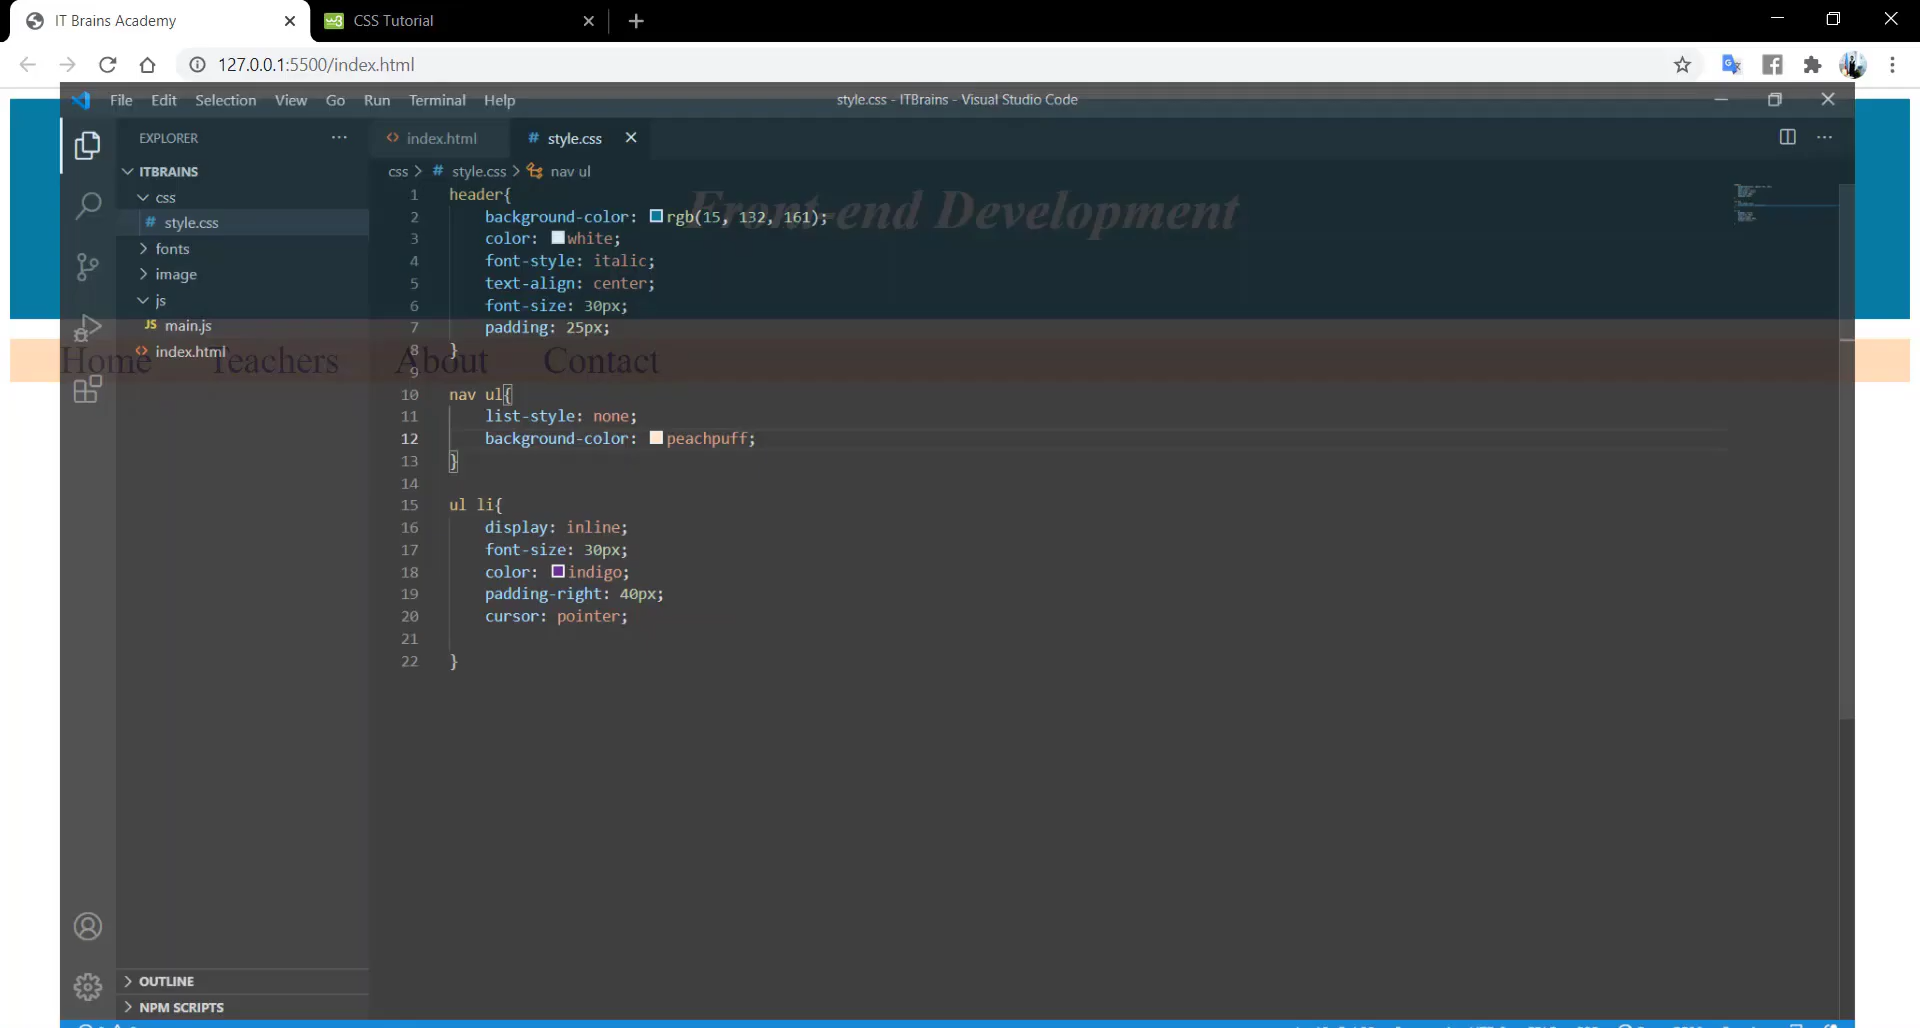 IT Brains Academy
CSS Tutorial
127.0.0.1:5500/index.html
File Edit Selection View Go Run Terminal Help
style.css - ITBrains - Visual Studio Code
EXPLORER
ITBRAINS
css
# style.css
fonts
image
js
JS main.js
index.html
OUTLINE
NPM SCRIPTS
index.html
# style.css
css > # style.css > nav ul
1 header{
2 background-color: rgb(15, 132, 161);
3 color: white;
4 font-style: italic;
5 text-align: center;
6 font-size: 30px;
7 padding: 25px;
8 }
9
10 nav ul{
11 list-style: none;
12 background-color: peachpuff;
13 }
14
15 ul li{
16 display: inline;
17 font-size: 30px;
18 color: indigo;
19 padding-right: 40px;
20 cursor: pointer;
21
22 }
Front-end Development
Home Teachers About Contact